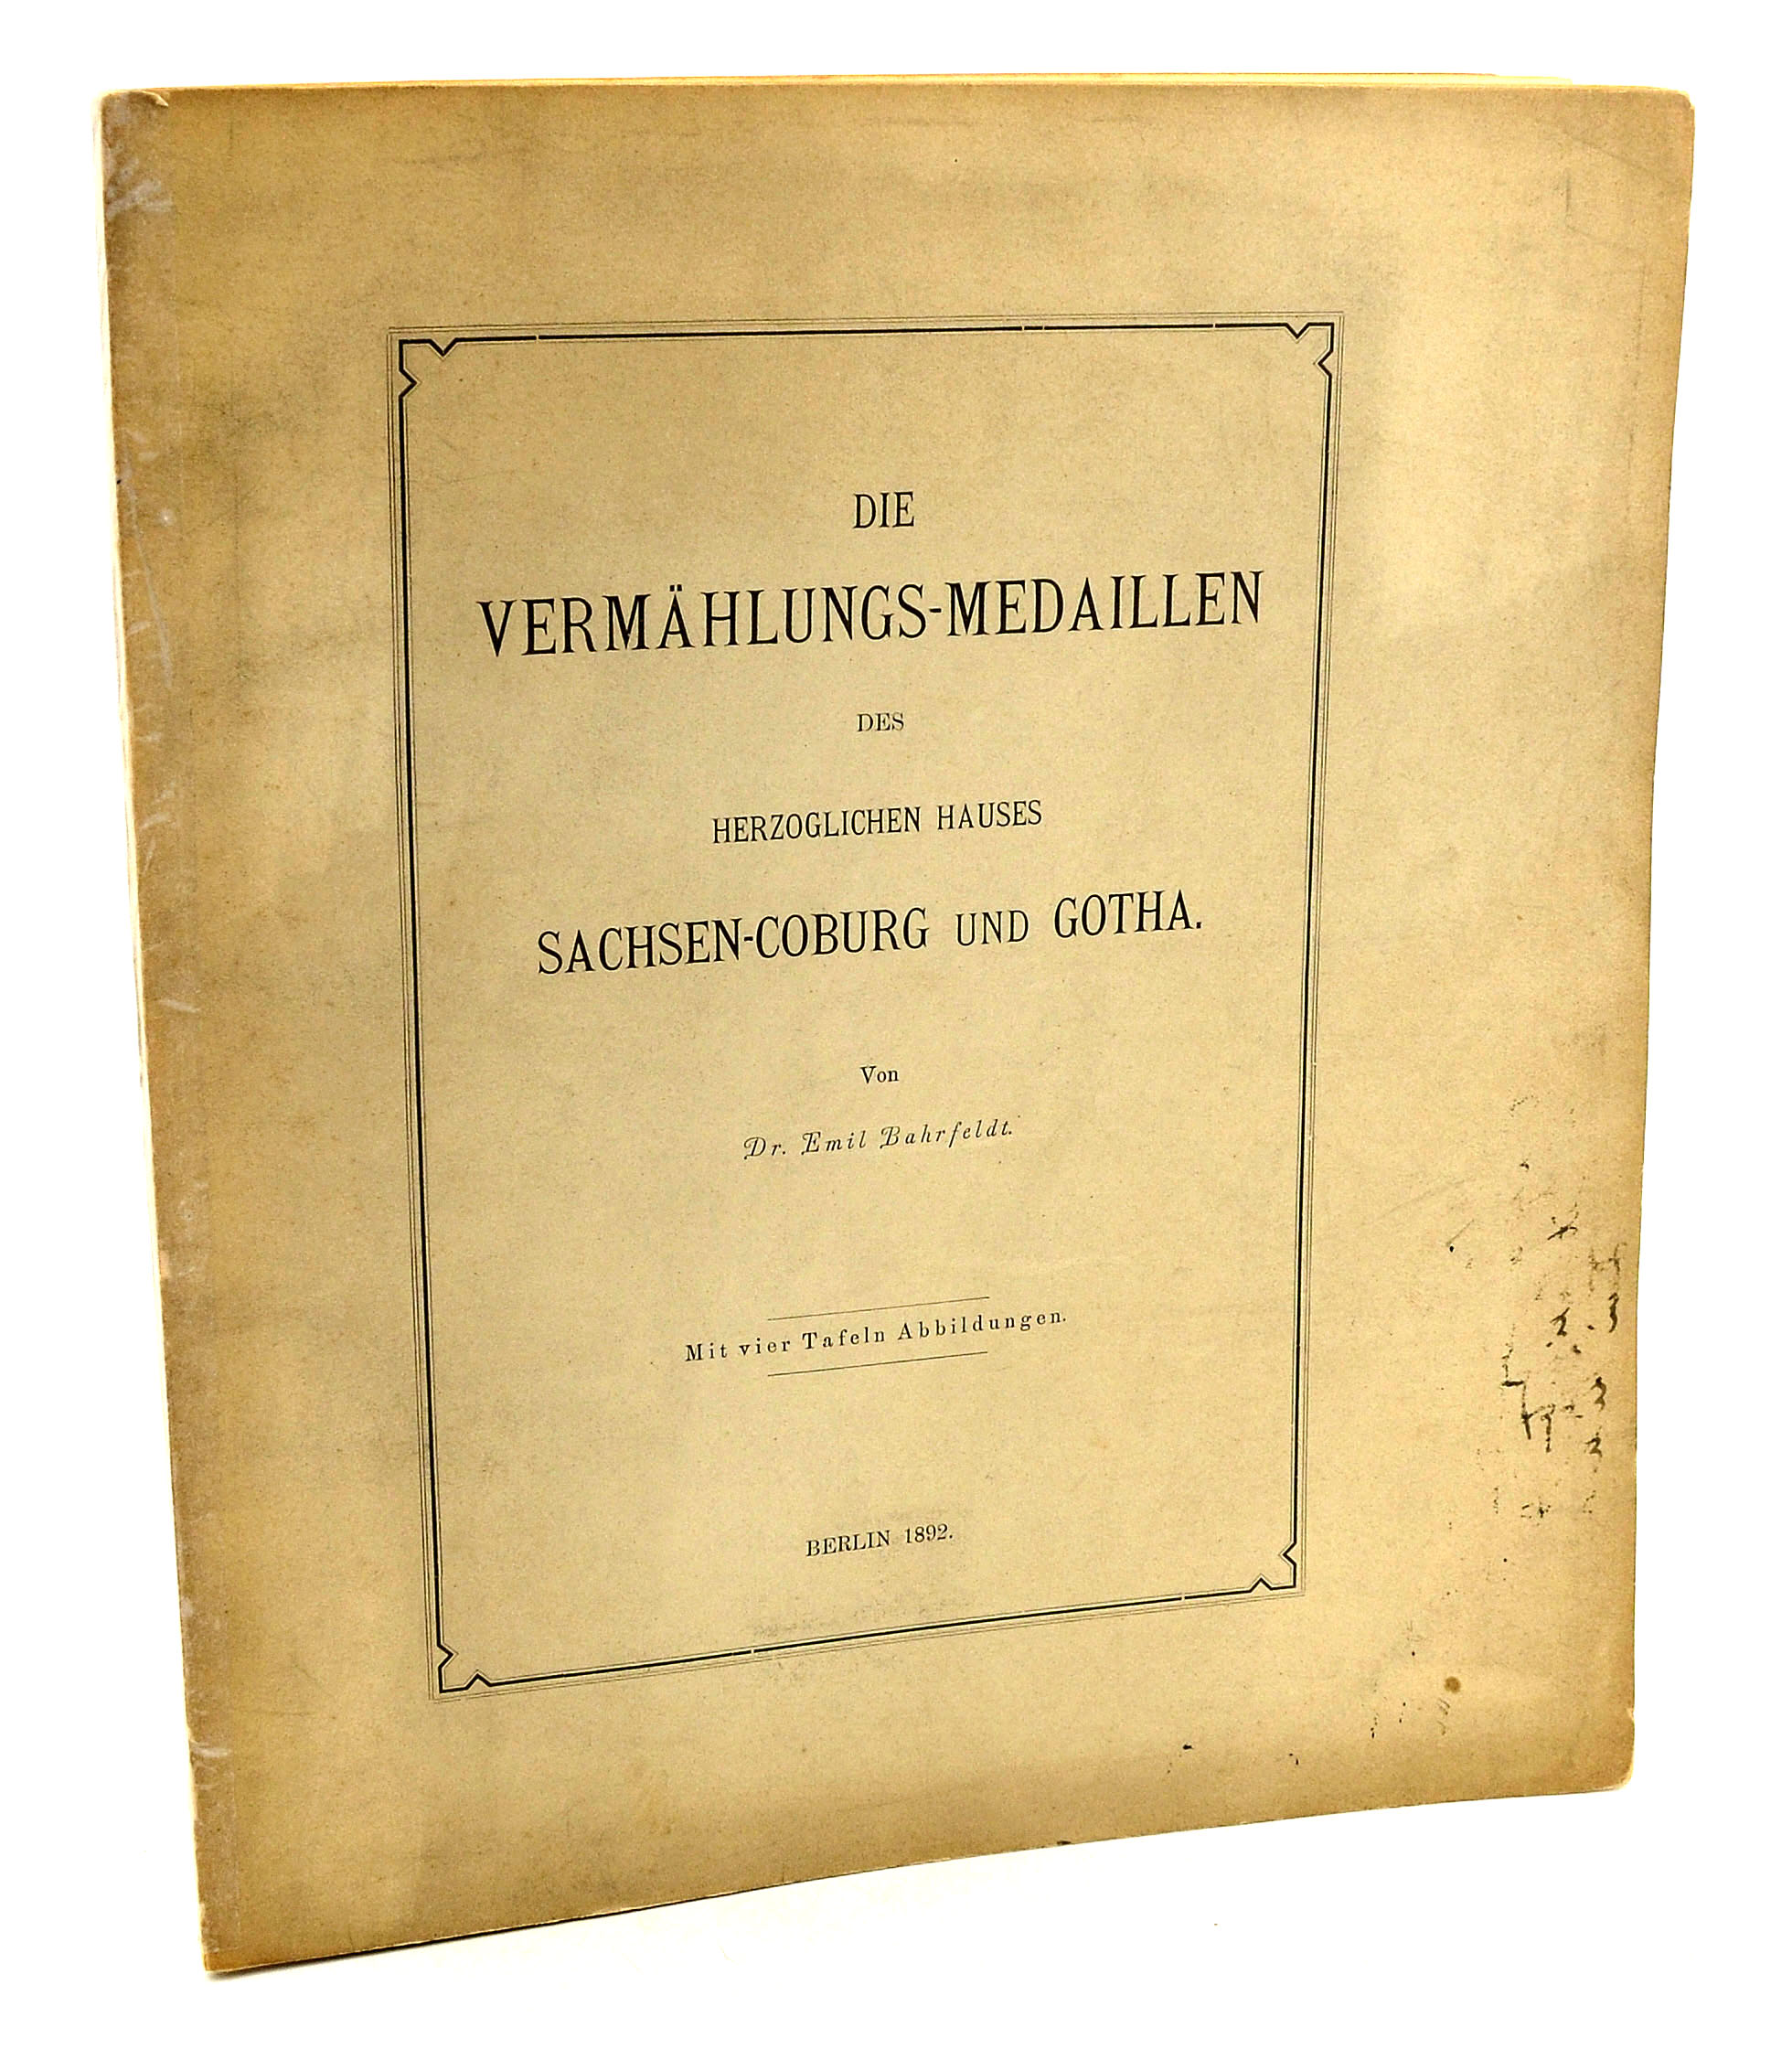 DIE
VERMÄHLUNGS-MEDAILLEN
DES
HERZOGLICHEN HAUSES
SACHSEN-COBURG UND GOTHA.
Von
Dr. Emil Bahrfeldt.
Mit vier Tafeln Abbildungen.
BERLIN 1892.